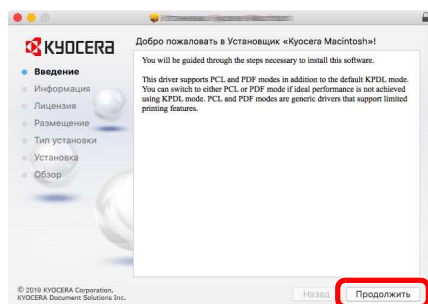 KYOCERA
Добро пожаловать в Установщик «Kyocera Macintosh»!
Введение
Информация
Лицензия
Размещение
Тип установки
Установка
Обзор
You will be guided through the steps necessary to install this software.
This driver supports PCL and PDF modes in addition to the default KPDL mode.
You can switch to either PCL or PDF mode if ideal performance is not achieved
using KPDL mode. PCL and PDF modes are generic drivers that support limited
printing features.
© 2019 KYOCERA Corporation,
KYOCERA Document Solutions Inc.
Назад
Продолжить